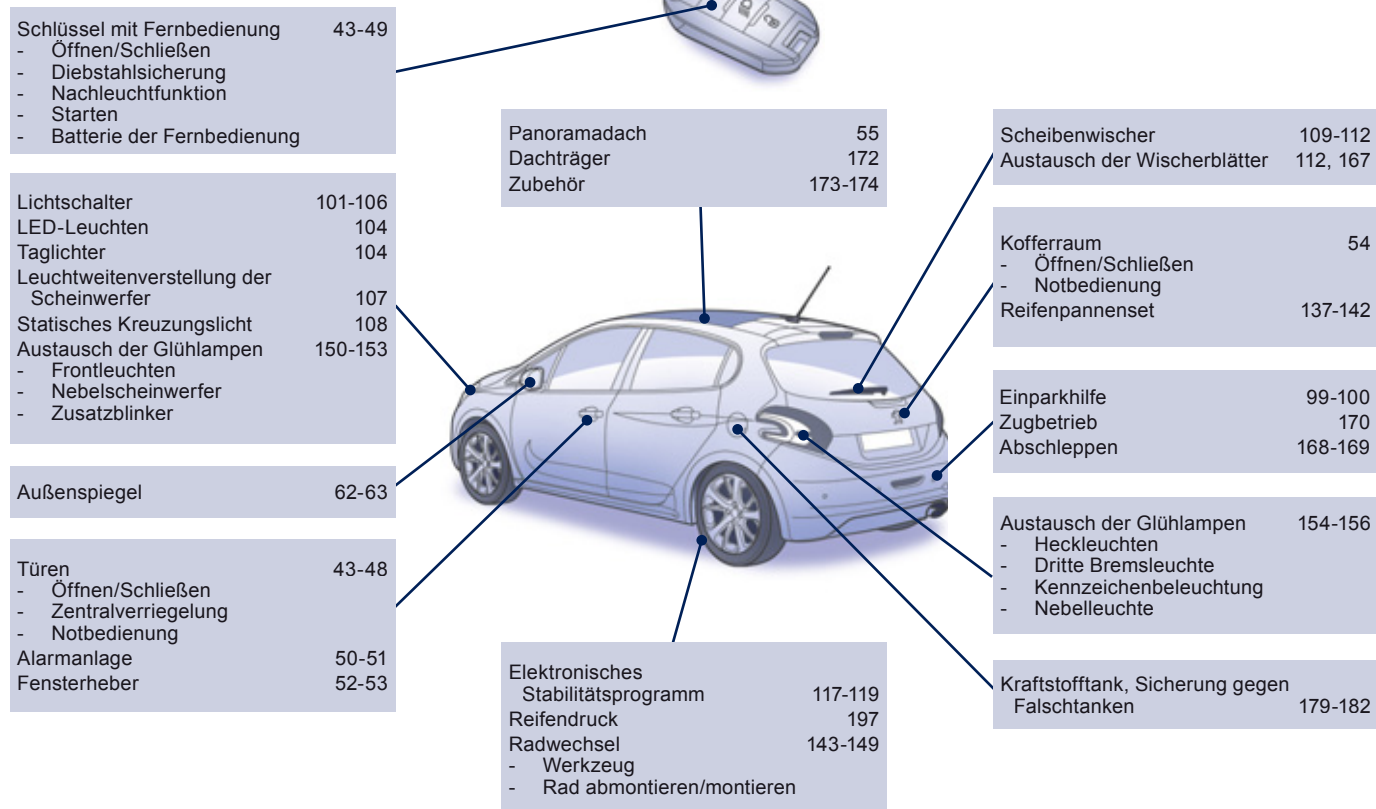 Schlüssel mit Fernbedienung 43-49
- Öffnen/Schließen
- Diebstahlsicherung
- Nachleuchtfunktion
- Starten
- Batterie der Fernbedienung
Lichtschalter 101-106
LED-Leuchten 104
Taglichter 104
Leuchtweitenverstellung der
Scheinwerfer 107
Statisches Kreuzungslicht 108
Austausch der Glühlampen 150-153
- Frontleuchten
- Nebelscheinwerfer
- Zusatzblinker
Außenspiegel 62-63
Türen 43-48
- Öffnen/Schließen
- Zentralverriegelung
- Notbedienung
Alarmanlage 50-51
Fensterheber 52-53
Panoramadach 55
Dachträger 172
Zubehör 173-174
Elektronisches
Stabilitätsprogramm 117-119
Reifendruck 197
Radwechsel 143-149
- Werkzeug
- Rad abmontieren/montieren
Scheibenwischer 109-112
Austausch der Wischerblätter 112, 167
Kofferraum 54
- Öffnen/Schließen
- Notbedienung
Reifenpannenset 137-142
Einparkhilfe 99-100
Zugbetrieb 170
Abschleppen 168-169
Austausch der Glühlampen 154-156
- Heckleuchten
- Dritte Bremsleuchte
- Kennzeichenbeleuchtung
- Nebelleuchte
Kraftstofftank, Sicherung gegen
Falschtanken 179-182